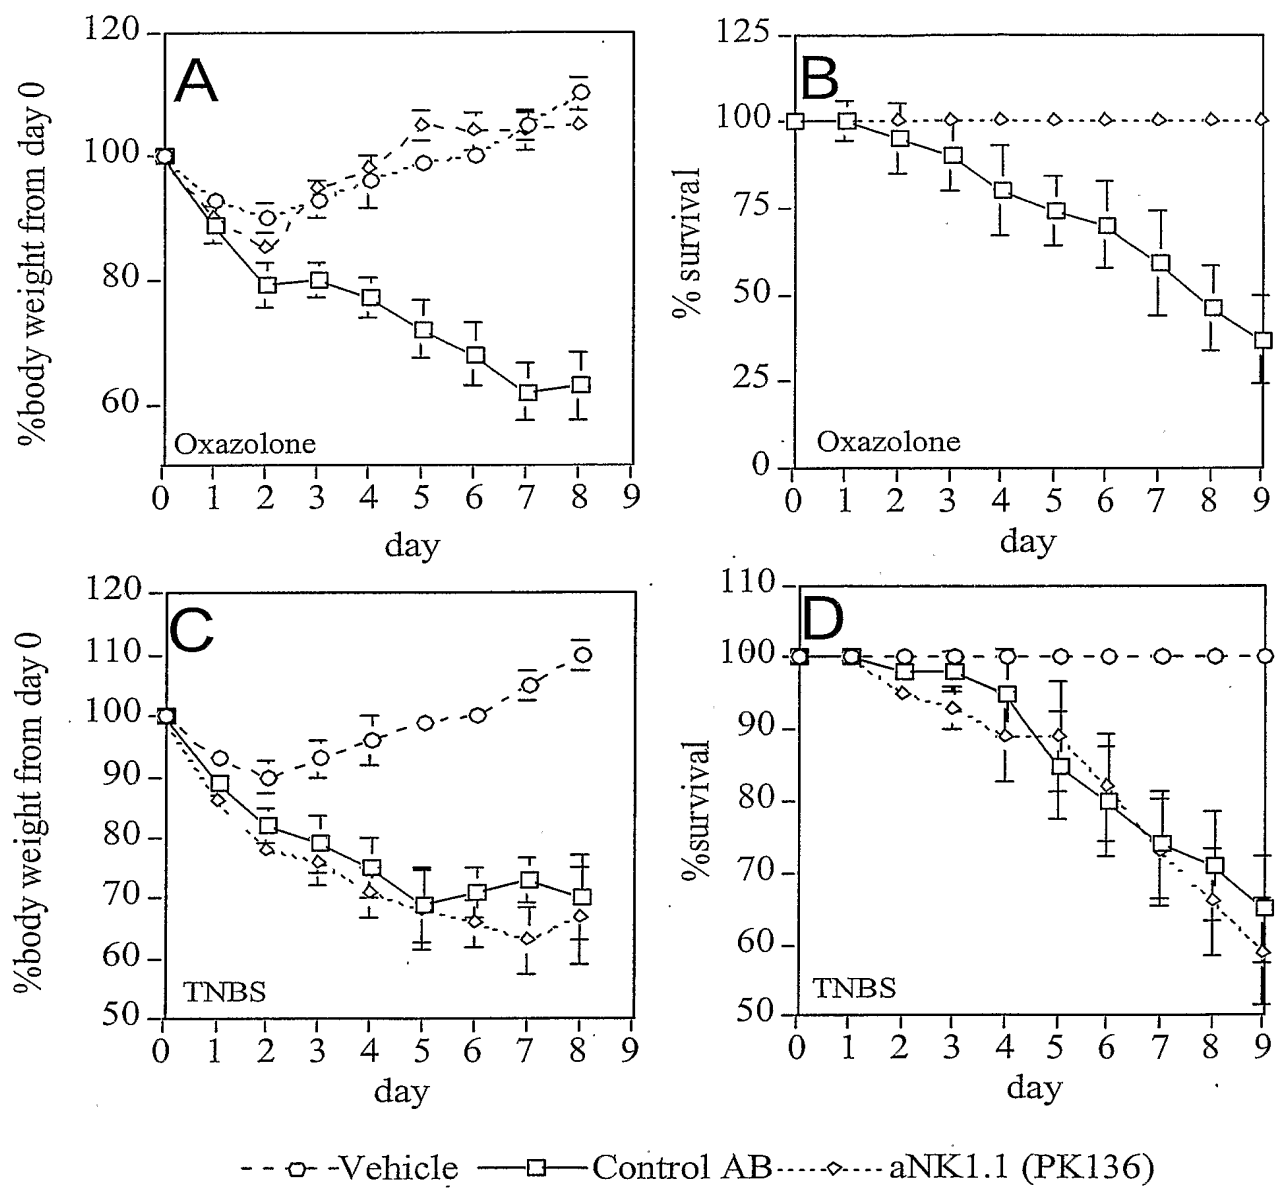 A
%body weight from day 0
120
100
80
60
Oxazolone
0 1 2 3 4 5 6 7 8 9
day
B
% survival
125
100
75
50
25
0
Oxazolone
0 1 2 3 4 5 6 7 8 9
day
C
%body weight from day 0
120
110
100
90
80
70
60
50
TNBS
0 1 2 3 4 5 6 7 8 9
day
D
%survival
110
100
90
80
70
60
50
TNBS
0 1 2 3 4 5 6 7 8 9
day
Vehicle Control AB aNK1.1 (PK136)